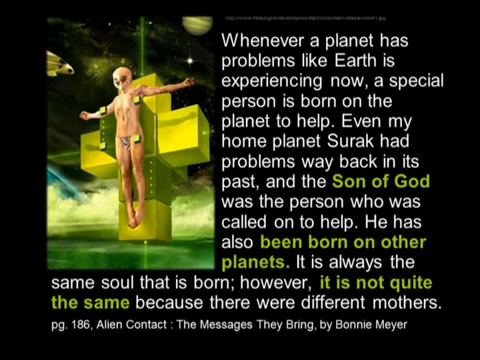 Whenever a planet has
problems like Earth is
experiencing now, a special
person is born on the
planet to help. Even my
home planet Surak had
problems way back in its
past, and the Son of God
was the person who was
called on to help. He has
also been born on other
planets. It is always the
same soul that is born; however, it is not quite
the same because there were different mothers.
pg. 186, Alien Contact : The Messages They Bring, by Bonnie Meyer